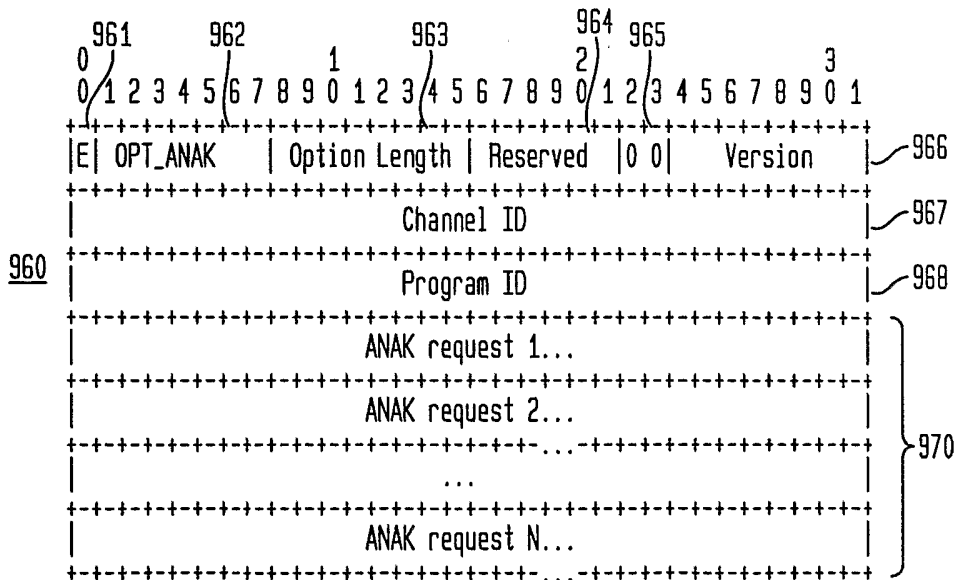 961 962 963 964 965
0 1 2 3
0 1 2 3 4 5 6 7 8 9 0 1 2 3 4 5 6 7 8 9 0 1 2 3 4 5 6 7 8 9 0 1
+-+-+-+-+-+-+-+-+-+-+-+-+-+-+-+-+-+-+-+-+-+-+-+-+-+-+-+-+-+-+-+-+
|E| OPT_ANAK | Option Length | Reserved |0 0| Version | 966
+-+-+-+-+-+-+-+-+-+-+-+-+-+-+-+-+-+-+-+-+-+-+-+-+-+-+-+-+-+-+-+-+
| Channel ID | 967
+-+-+-+-+-+-+-+-+-+-+-+-+-+-+-+-+-+-+-+-+-+-+-+-+-+-+-+-+-+-+-+-+
960
| Program ID | 968
+-+-+-+-+-+-+-+-+-+-+-+-+-+-+-+-+-+-+-+-+-+-+-+-+-+-+-+-+-+-+-+-+
| ANAK request 1... |
+-+-+-+-+-+-+-+-+-+-+-+-+-+-+-+-+-+-+-+-+-+-+-+-+-+-+-+-+-+-+-+-+
| ANAK request 2... |
+-+-+-+-+-+-+-+-+-+-+-+-+-+-+-+-+-+-+-...-+-+-+-+-+-+-+-+-+-+-+-+
970
| ... |
+-+-+-+-+-+-+-+-+-+-+-+-+-+-+-+-+-+-+-+-+-+-+-+-+-+-+-+-+-+-+-+-+
| ANAK request N... |
+-+-+-+-+-+-+-+-+-+-+-+-+-+-+-+-+-+-+-...-+-+-+-+-+-+-+-+-+-+-+-+